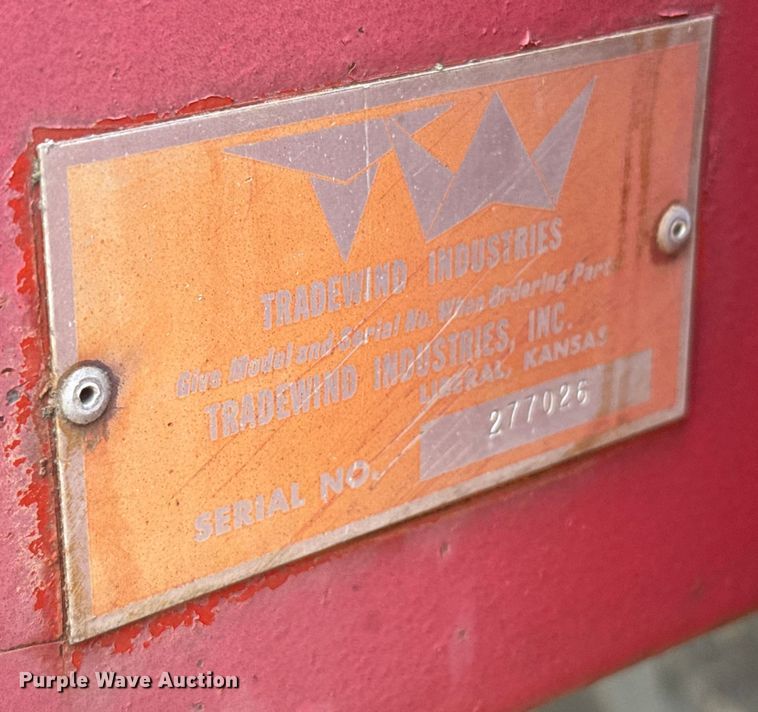 TRADEWIND INDUSTRIES
Give Model and Serial No. When Ordering Parts
TRADEWIND INDUSTRIES, INC.
LIBERAL, KANSAS
SERIAL NO. 277026
Purple Wave Auction